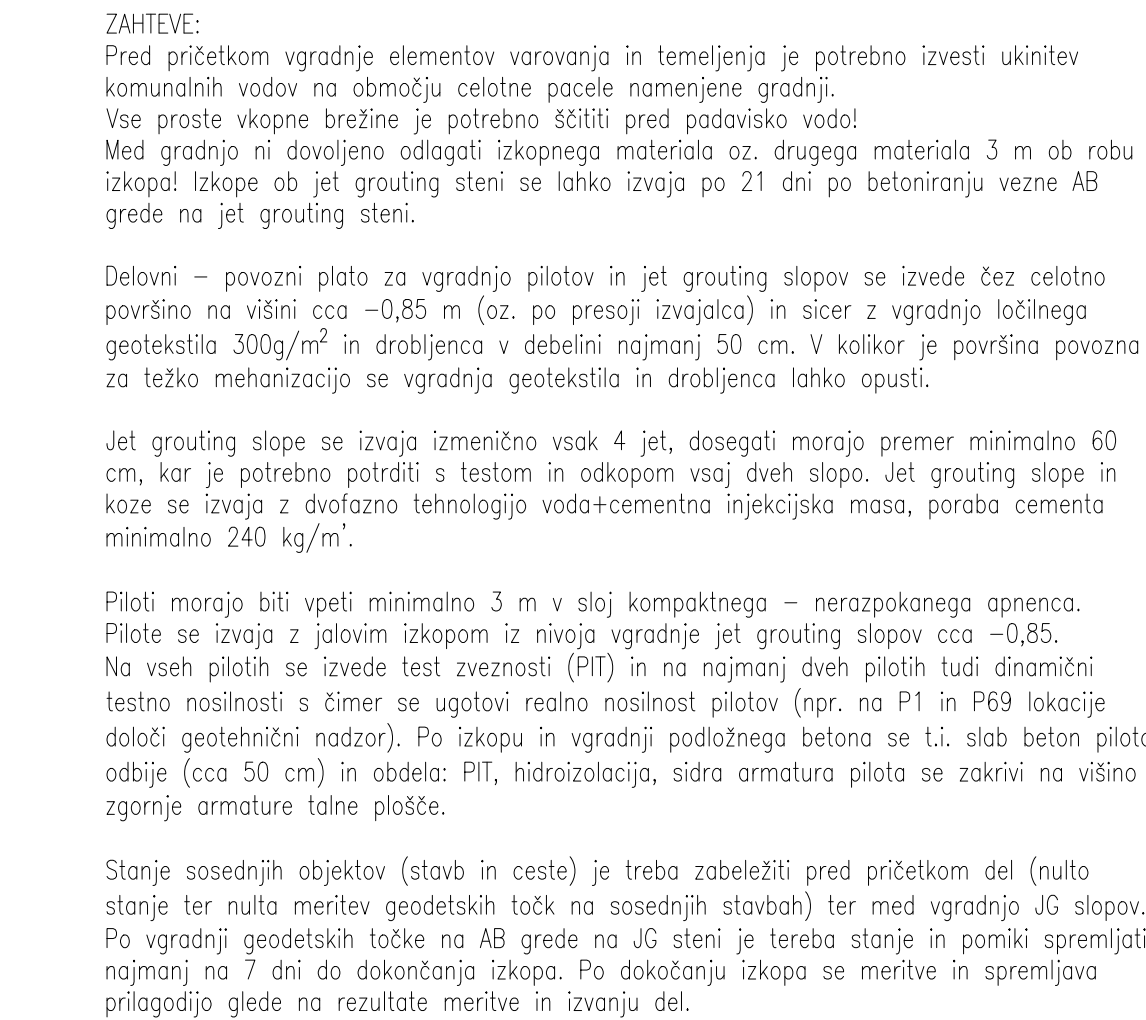 ZAHTEVE:
Pred pričetkom vgradnje elementov varovanja in temeljenja je potrebno izvesti ukinitev
komunalnih vodov na območju celotne pacele namenjene gradnji.
Vse proste vkopne brežine je potrebno ščititi pred padavisko vodo!
Med gradnjo ni dovoljeno odlagati izkopnega materiala oz. drugega materiala 3 m ob robu
izkopa! Izkope ob jet grouting steni se lahko izvaja po 21 dni po betoniranju vezne AB
grede na jet grouting steni.

Delovni – povozni plato za vgradnjo pilotov in jet grouting slopov se izvede čez celotno
površino na višini cca –0,85 m (oz. po presoji izvajalca) in sicer z vgradnjo ločilnega
geotekstila 300g/m² in drobljenca v debelini najmanj 50 cm. V kolikor je površina povozna
za težko mehanizacijo se vgradnja geotekstila in drobljenca lahko opusti.

Jet grouting slope se izvaja izmenično vsak 4 jet, dosegati morajo premer minimalno 60
cm, kar je potrebno potrditi s testom in odkopom vsaj dveh slopo. Jet grouting slope in
koze se izvaja z dvofazno tehnologijo voda+cementna injekcijska masa, poraba cementa
minimalno 240 kg/m'.

Piloti morajo biti vpeti minimalno 3 m v sloj kompaktnega – nerazpokanega apnenca.
Pilote se izvaja z jalovim izkopom iz nivoja vgradnje jet grouting slopov cca –0,85.
Na vseh pilotih se izvede test zveznosti (PIT) in na najmanj dveh pilotih tudi dinamični
testno nosilnosti s čimer se ugotovi realno nosilnost pilotov (npr. na P1 in P69 lokacije
določi geotehnični nadzor). Po izkopu in vgradnji podložnega betona se t.i. slab beton pilota
odbije (cca 50 cm) in obdela: PIT, hidroizolacija, sidra armatura pilota se zakrivi na višino
zgornje armature talne plošče.

Stanje sosednjih objektov (stavb in ceste) je treba zabeležiti pred pričetkom del (nulto
stanje ter nulta meritev geodetskih točk na sosednjih stavbah) ter med vgradnjo JG slopov.
Po vgradnji geodetskih točke na AB grede na JG steni je tereba stanje in pomiki spremljati
najmanj na 7 dni do dokončanja izkopa. Po dokočanju izkopa se meritve in spremljava
prilagodijo glede na rezultate meritve in izvanju del.